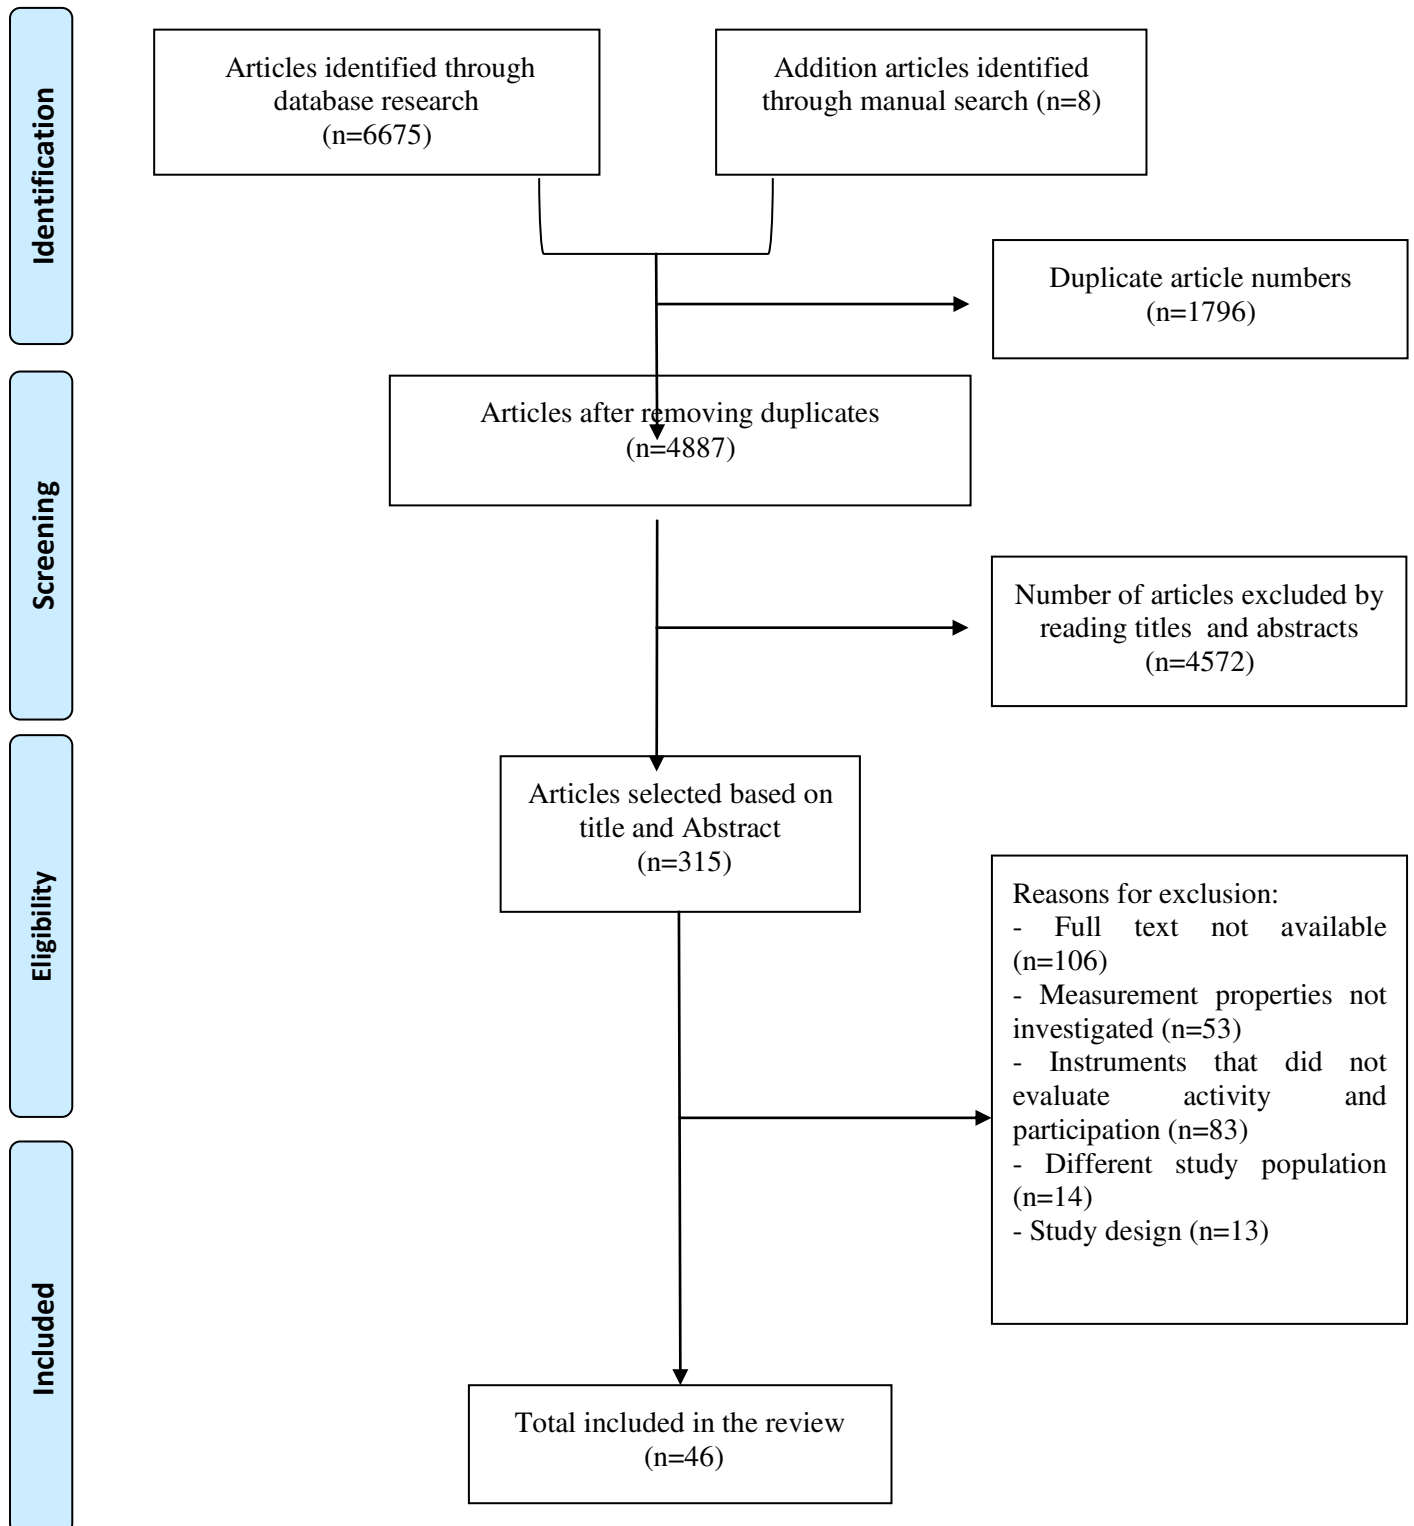 Identification
Articles identified through
database research
(n=6675)
Addition articles identified
through manual search (n=8)
Duplicate article numbers
(n=1796)
Screening
Articles after removing duplicates
(n=4887)
Number of articles excluded by
reading titles and abstracts
(n=4572)
Eligibility
Articles selected based on
title and Abstract
(n=315)
Reasons for exclusion:
- Full text not available
(n=106)
- Measurement properties not
investigated (n=53)
- Instruments that did not
evaluate activity and
participation (n=83)
- Different study population
(n=14)
- Study design (n=13)
Included
Total included in the review
(n=46)